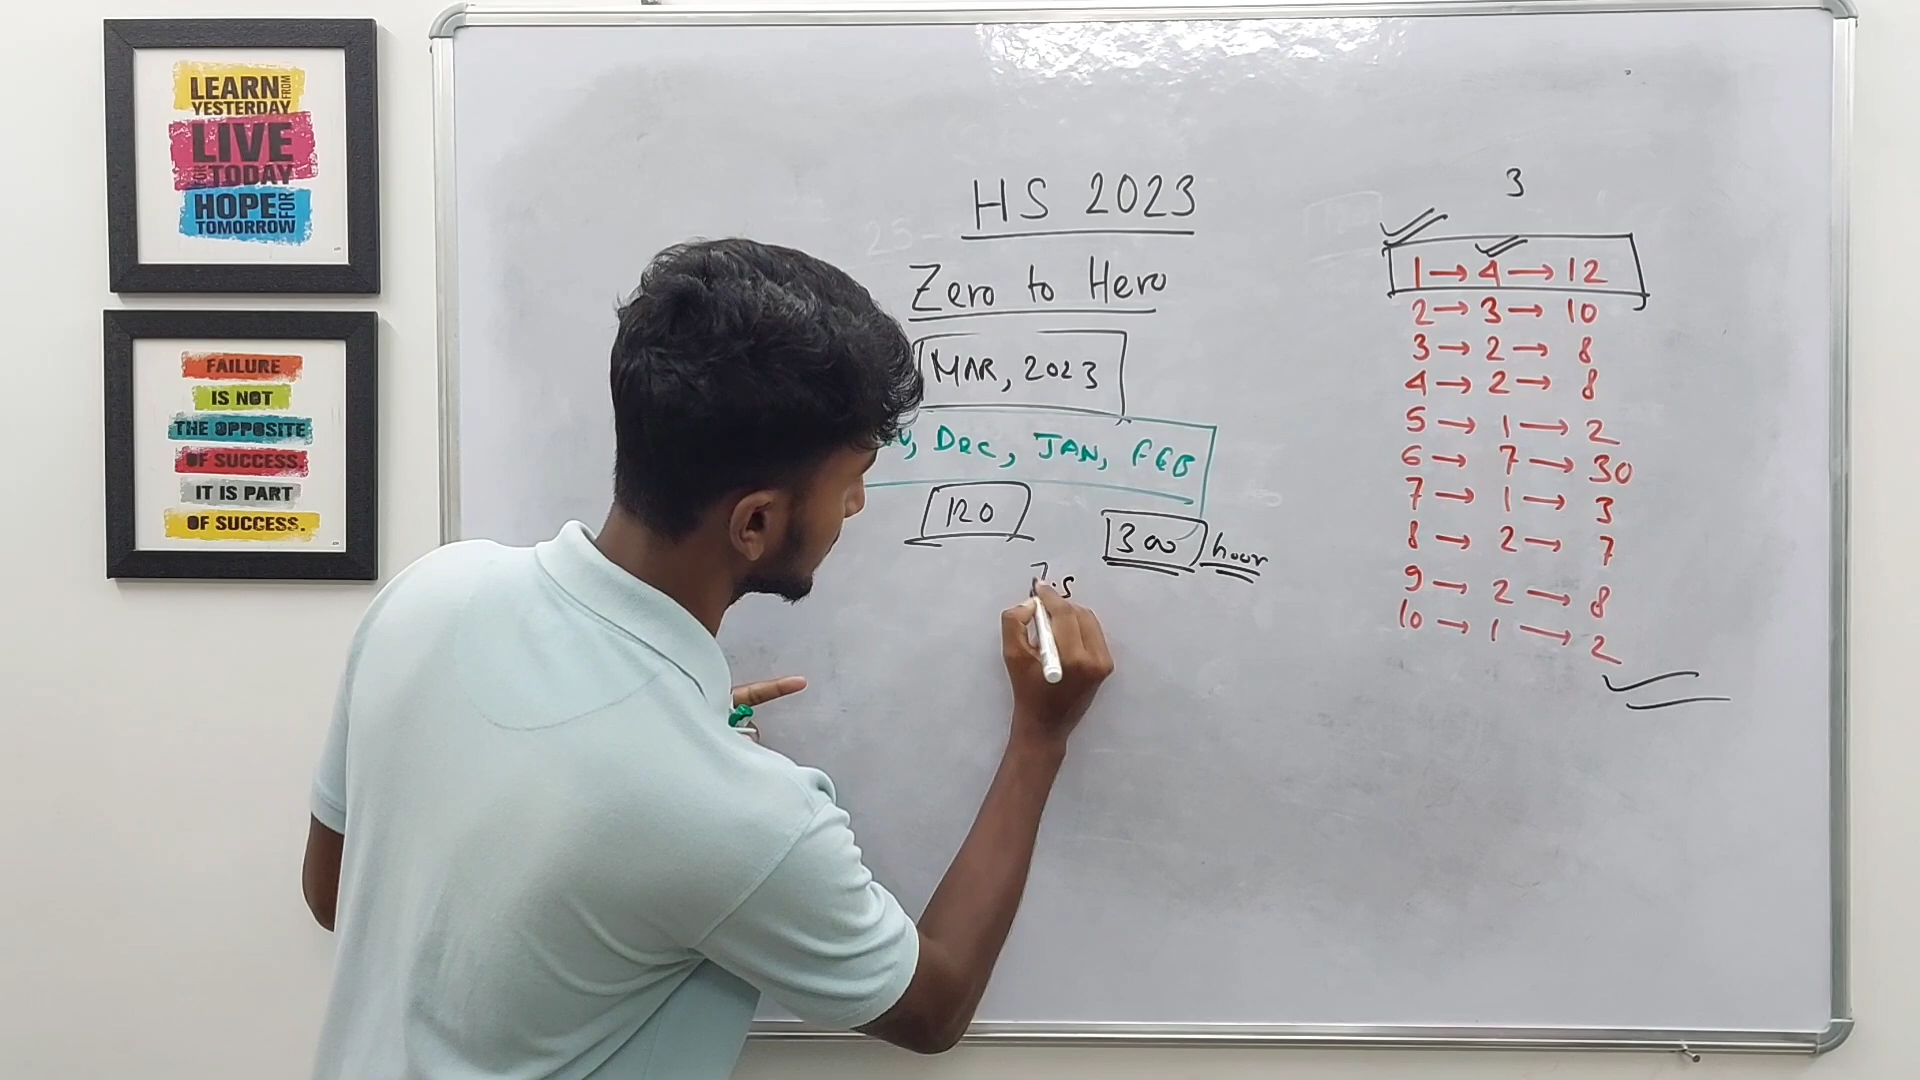 LEARN FROM
YESTERDAY
LIVE
FOR TODAY
HOPE FOR
TOMORROW
FAILURE
IS NOT
THE OPPOSITE
OF SUCCESS.
IT IS PART
OF SUCCESS.
HS 2023
Zero to Hero
MAR, 2023
, DEC, JAN, FEB
120
300 hour
7.5
3
1 → 4 → 12
2 → 3 → 10
3 → 2 → 8
4 → 2 → 8
5 → 1 → 2
6 → 7 → 30
7 → 1 → 3
8 → 2 → 7
9 → 2 → 8
10 → 1 → 2